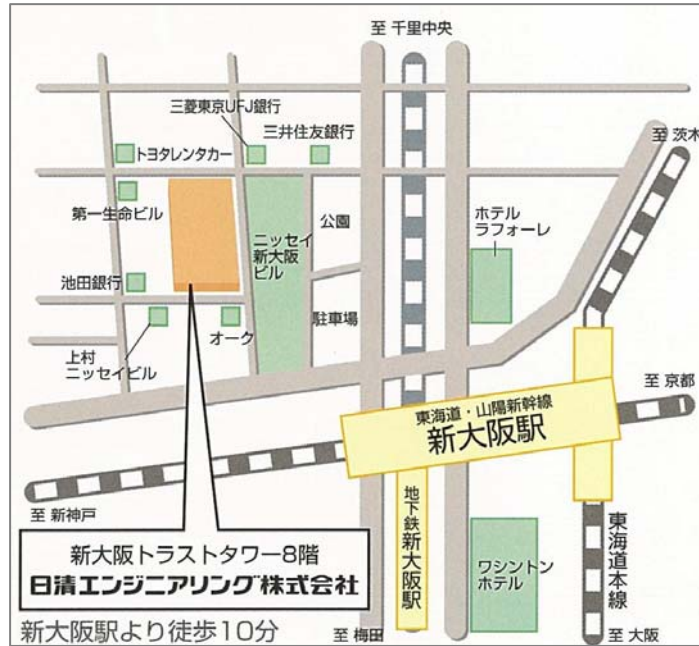 至 千里中央
三菱東京UFJ銀行
三井住友銀行
至 茨木
トヨタレンタカー
第一生命ビル
公園
ホテル
ラフォーレ
ニッセイ
新大阪
ビル
池田銀行
駐車場
オーク
上村
ニッセイビル
至 京都
東海道・山陽新幹線
新大阪駅
至 新神戸
地下鉄新大阪駅
東海道本線
新大阪トラストタワー8階
日清エンジニアリング株式会社
ワシントン
ホテル
新大阪駅より徒歩10分
至 梅田
至 大阪